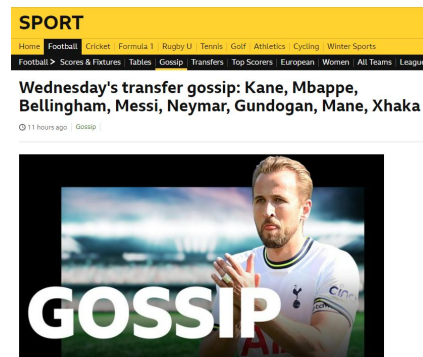 SPORT
Home Football Cricket Formula 1 Rugby U Tennis Golf Athletics Cycling Winter Sports
Football > Scores & Fixtures Tables Gossip Transfers Top Scorers European Women All Teams Leagu
Wednesday's transfer gossip: Kane, Mbappe,
Bellingham, Messi, Neymar, Gundogan, Mane, Xhaka
11 hours ago Gossip
GOSSIP